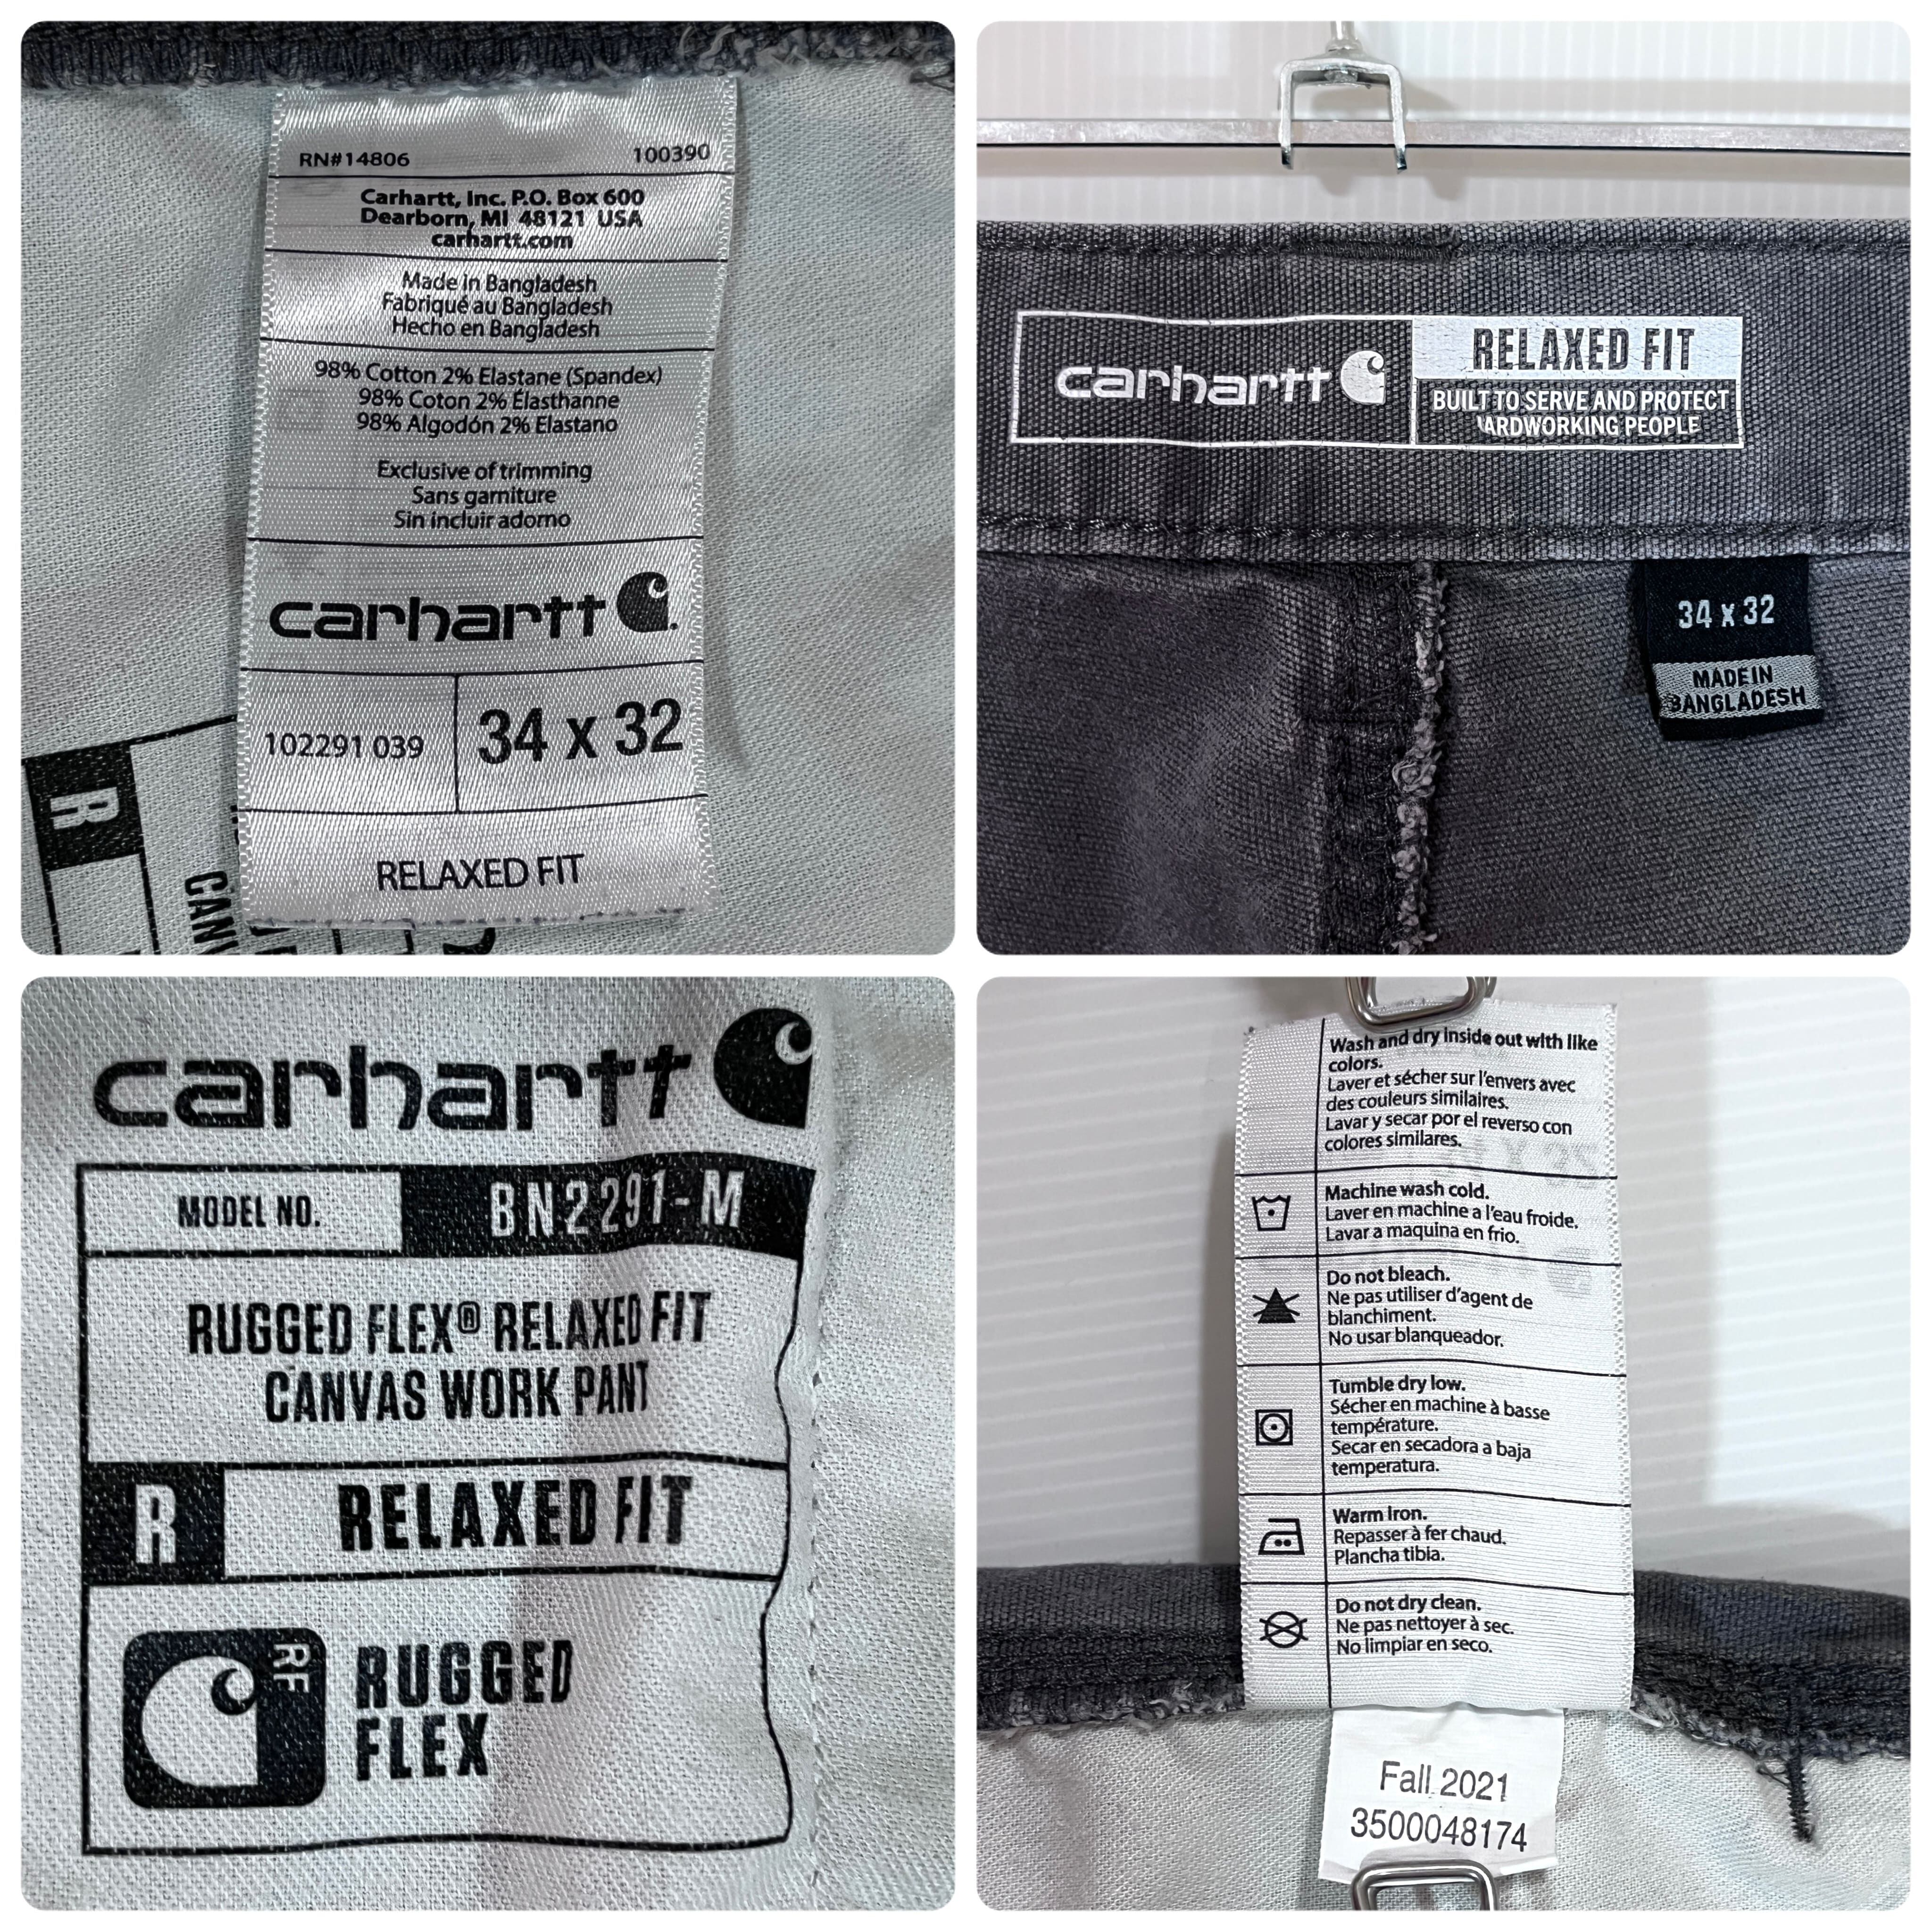 RN#14806 100390
Carhartt, Inc. P.O. Box 600
Dearborn, MI 48121 USA
carhartt.com
Made in Bangladesh
Fabriqué au Bangladesh
Hecho en Bangladesh
98% Cotton 2% Elastane (Spandex)
98% Coton 2% Élasthanne
98% Algodón 2% Elastano
Exclusive of trimming
Sans garniture
Sin incluir adorno
carhartt
102291 039 34 x 32
RELAXED FIT
R
carhartt
RELAXED FIT
BUILT TO SERVE AND PROTECT
ARDWORKING PEOPLE
34 x 32
MADE IN
BANGLADESH
carhartt
MODEL NO. BN2291-M
RUGGED FLEX® RELAXED FIT
CANVAS WORK PANT
R RELAXED FIT
RF
RUGGED
FLEX
Wash and dry inside out with like
colors.
Laver et sécher sur l'envers avec
des couleurs similaires.
Lavar y secar por el reverso con
colores similares.
Machine wash cold.
Laver en machine a l'eau froide.
Lavar a maquina en frio.
Do not bleach.
Ne pas utiliser d'agent de
blanchiment.
No usar blanqueador.
Tumble dry low.
Sécher en machine à basse
température.
Secar en secadora a baja
temperatura.
Warm Iron.
Repasser à fer chaud.
Plancha tibia.
Do not dry clean.
Ne pas nettoyer à sec.
No limpiar en seco.
Fall 2021
3500048174